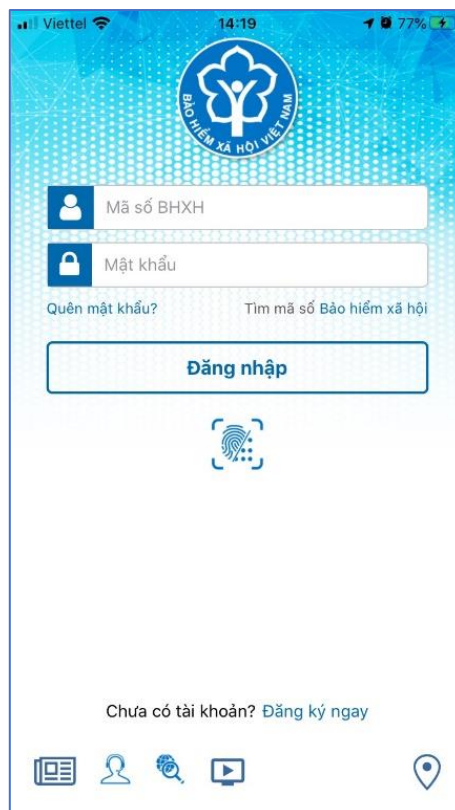 Viettel 14:19 77%
BẢO HIỂM XÃ HỘI VIỆT NAM
Mã số BHXH
Mật khẩu
Quên mật khẩu? Tìm mã số Bảo hiểm xã hội
Đăng nhập
Chưa có tài khoản? Đăng ký ngay